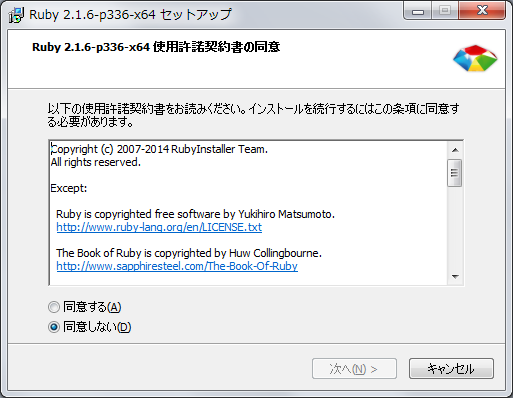 Ruby 2.1.6-p336-x64 セットアップ
Ruby 2.1.6-p336-x64 使用許諾契約書の同意
以下の使用許諾契約書をお読みください。インストールを続行するにはこの条項に同意す
る必要があります。
Copyright (c) 2007-2014 RubyInstaller Team.
All rights reserved.
Except:
Ruby is copyrighted free software by Yukihiro Matsumoto.
http://www.ruby-lang.org/en/LICENSE.txt
The Book of Ruby is copyrighted by Huw Collingbourne.
http://www.sapphiresteel.com/The-Book-Of-Ruby
同意する(A)
同意しない(D)
次へ(N) >
キャンセル